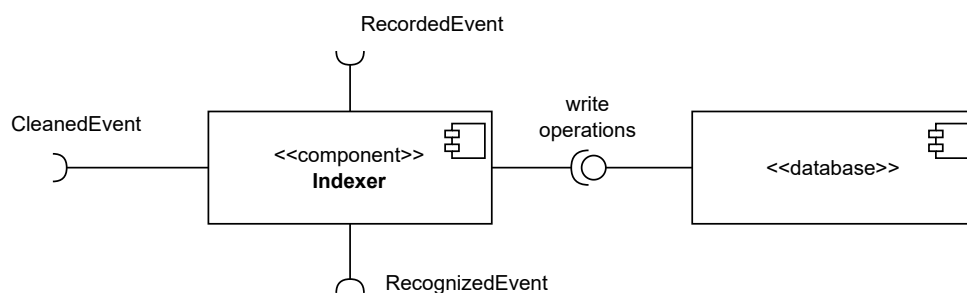 RecordedEvent
CleanedEvent
<<component>>
Indexer
write
operations
<<database>>
RecognizedEvent